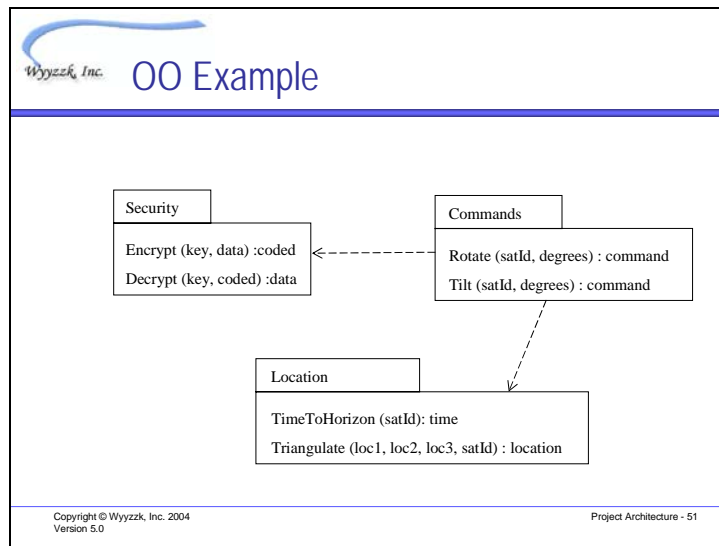 Wyyzzk, Inc.
OO Example
Security
Encrypt (key, data) :coded
Decrypt (key, coded) :data
Commands
Rotate (satId, degrees) : command
Tilt (satId, degrees) : command
Location
TimeToHorizon (satId): time
Triangulate (loc1, loc2, loc3, satId) : location
Copyright © Wyyzzk, Inc. 2004
Version 5.0
Project Architecture - 51